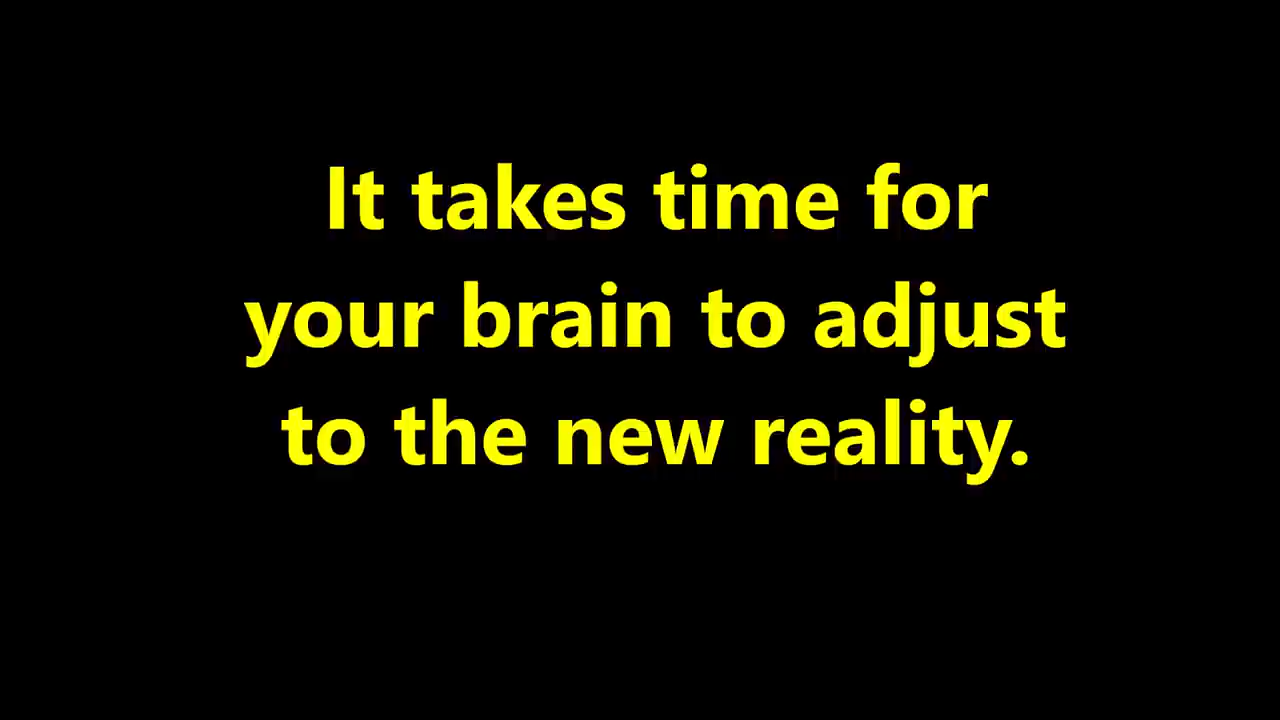 It takes time for
your brain to adjust
to the new reality.